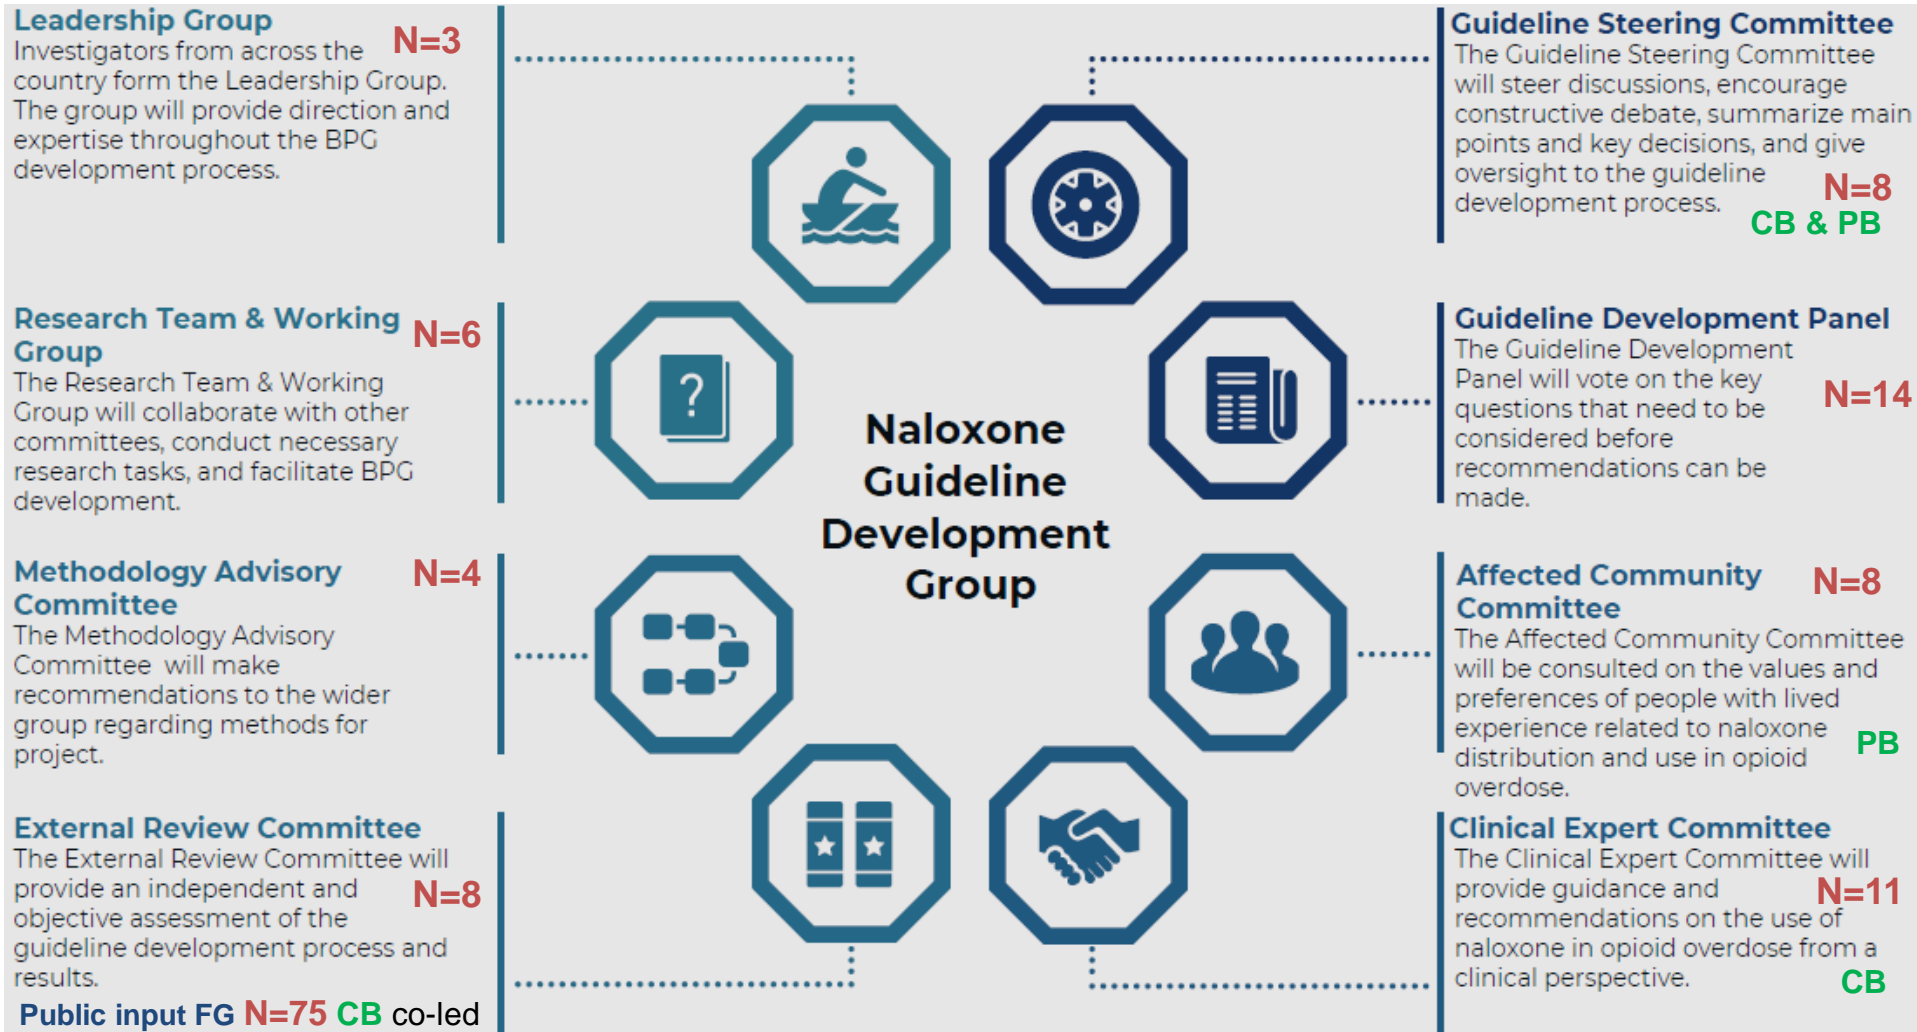 Leadership Group
N=3
Investigators from across the
country form the Leadership Group.
The group will provide direction and
expertise throughout the BPG
development process.
Research Team & Working
Group
N=6
The Research Team & Working
Group will collaborate with other
committees, conduct necessary
research tasks, and facilitate BPG
development.
Methodology Advisory
Committee
N=4
The Methodology Advisory
Committee will make
recommendations to the wider
group regarding methods for
project.
External Review Committee
The External Review Committee will
provide an independent and
N=8
objective assessment of the
guideline development process and
results.
Public input FG N=75 CB co-led
?
Naloxone
Guideline
Development
Group
Guideline Steering Committee
The Guideline Steering Committee
will steer discussions, encourage
constructive debate, summarize main
points and key decisions, and give
oversight to the guideline
development process.
N=8
CB & PB
Guideline Development Panel
The Guideline Development
Panel will vote on the key
questions that need to be
considered before
recommendations can be
made.
N=14
Affected Community
Committee
N=8
The Affected Community Committee
will be consulted on the values and
preferences of people with lived
experience related to naloxone
distribution and use in opioid
overdose.
PB
Clinical Expert Committee
The Clinical Expert Committee will
provide guidance and
N=11
recommendations on the use of
naloxone in opioid overdose from a
clinical perspective.
CB